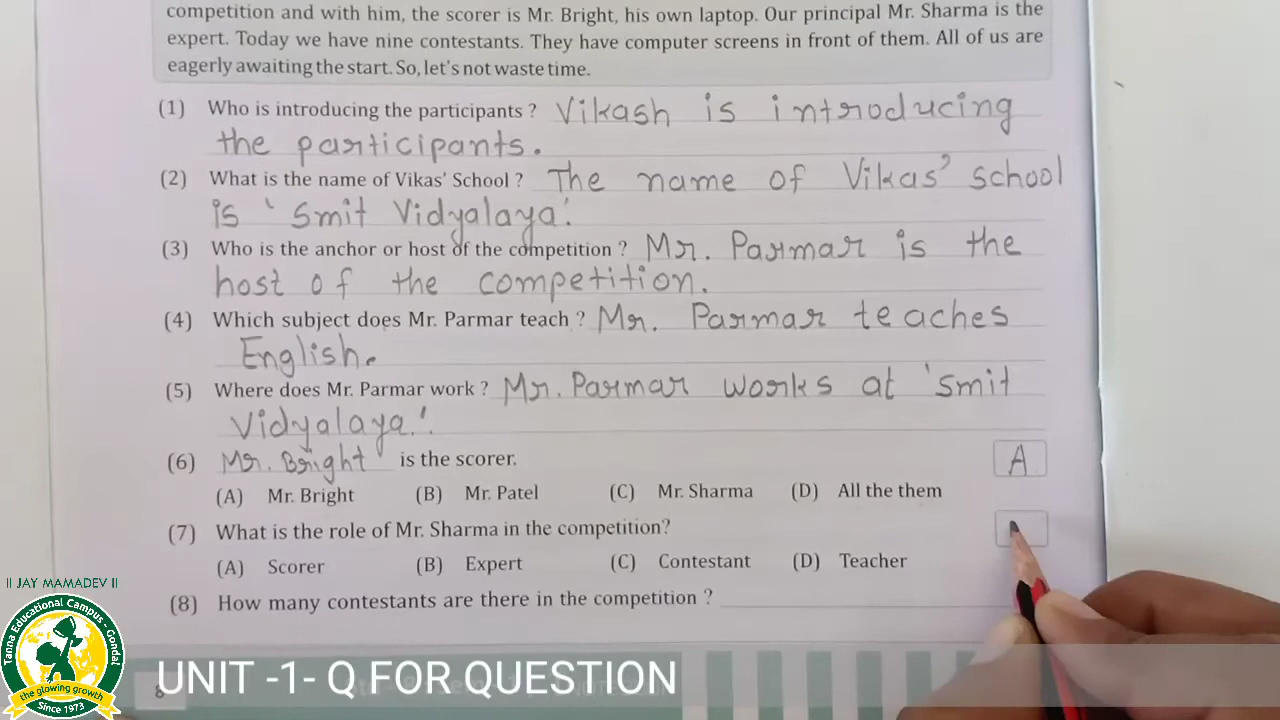 competition and with him, the scorer is Mr. Bright, his own laptop. Our principal Mr. Sharma is the
expert. Today we have nine contestants. They have computer screens in front of them. All of us are
eagerly awaiting the start. So, let's not waste time.
(1) Who is introducing the participants ? Vikash is introducing
the participants.
(2) What is the name of Vikas' School ? The name of Vikas' school
is 'Smit Vidyalaya'.
(3) Who is the anchor or host of the competition ? Mr. Parmar is the
host of the competition.
(4) Which subject does Mr. Parmar teach ? Mr. Parmar teaches
English.
(5) Where does Mr. Parmar work ? Mr. Parmar works at 'smit
Vidyalaya.'
(6) Mr. Bright is the scorer. A
(A) Mr. Bright (B) Mr. Patel (C) Mr. Sharma (D) All the them
(7) What is the role of Mr. Sharma in the competition?
(A) Scorer (B) Expert (C) Contestant (D) Teacher
(8) How many contestants are there in the competition ?
|| JAY MAMADEV ||
Tanna Educational Campus - Gondal
the glowing growth
Since 1973
8
UNIT -1- Q FOR QUESTION